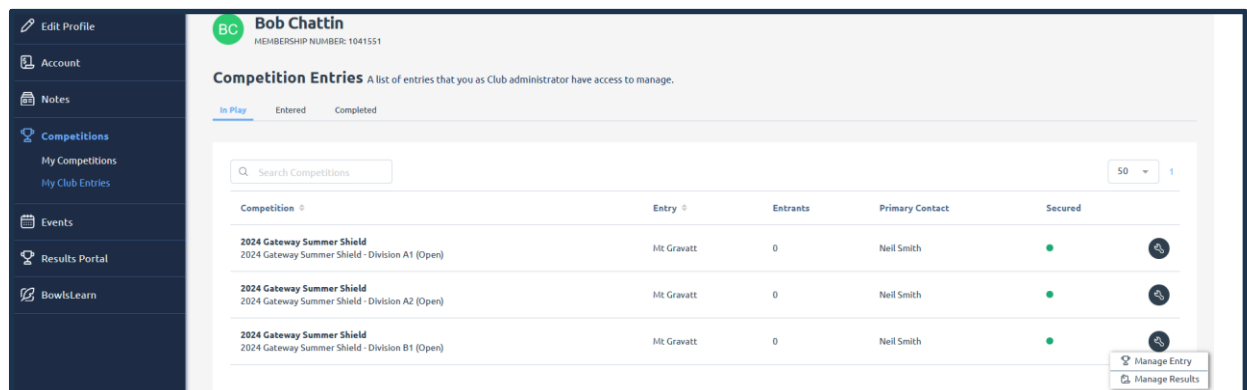 Edit Profile
Account
Notes
Competitions
My Competitions
My Club Entries
Events
Results Portal
BowlsLearn
BC
Bob Chattin
MEMBERSHIP NUMBER: 1041551
Competition Entries A list of entries that you as Club administrator have access to manage.
In Play Entered Completed
Search Competitions 50 1
Competition Entry Entrants Primary Contact Secured
2024 Gateway Summer Shield
2024 Gateway Summer Shield - Division A1 (Open) Mt Gravatt 0 Neil Smith
2024 Gateway Summer Shield
2024 Gateway Summer Shield - Division A2 (Open) Mt Gravatt 0 Neil Smith
2024 Gateway Summer Shield
2024 Gateway Summer Shield - Division B1 (Open) Mt Gravatt 0 Neil Smith
Manage Entry
Manage Results